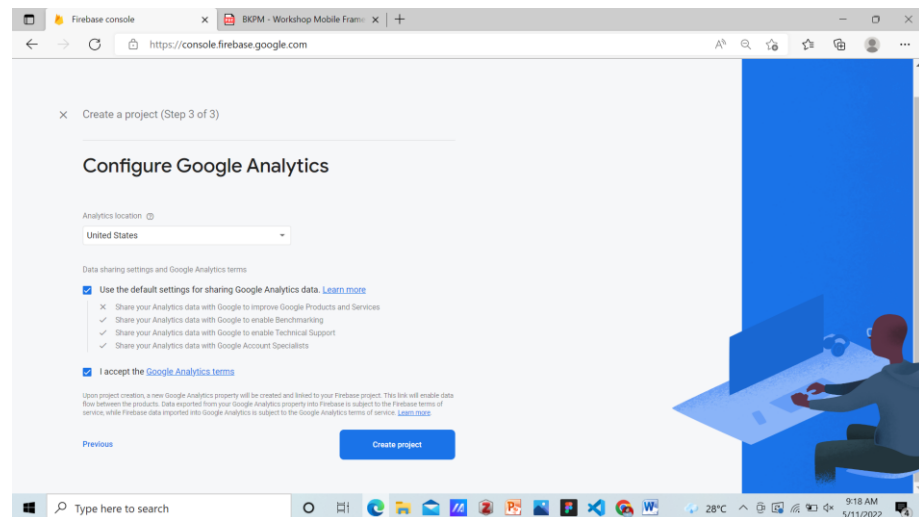 Firebase console
BKPM - Workshop Mobile Frame
https://console.firebase.google.com
Create a project (Step 3 of 3)
Configure Google Analytics
Analytics location
United States
Data sharing settings and Google Analytics terms
Use the default settings for sharing Google Analytics data. Learn more
Share your Analytics data with Google to improve Google Products and Services
Share your Analytics data with Google to enable Benchmarking
Share your Analytics data with Google to enable Technical Support
Share your Analytics data with Google Account Specialists
I accept the Google Analytics terms
Upon project creation, a new Google Analytics property will be created and linked to your Firebase project. This link will enable data
flow between the products. Data exported from your Google Analytics property into Firebase is subject to the Firebase terms of
service, while Firebase data imported into Google Analytics is subject to the Google Analytics terms of service. Learn more.
Previous
Create project
Type here to search
28°C
9:18 AM
5/11/2022